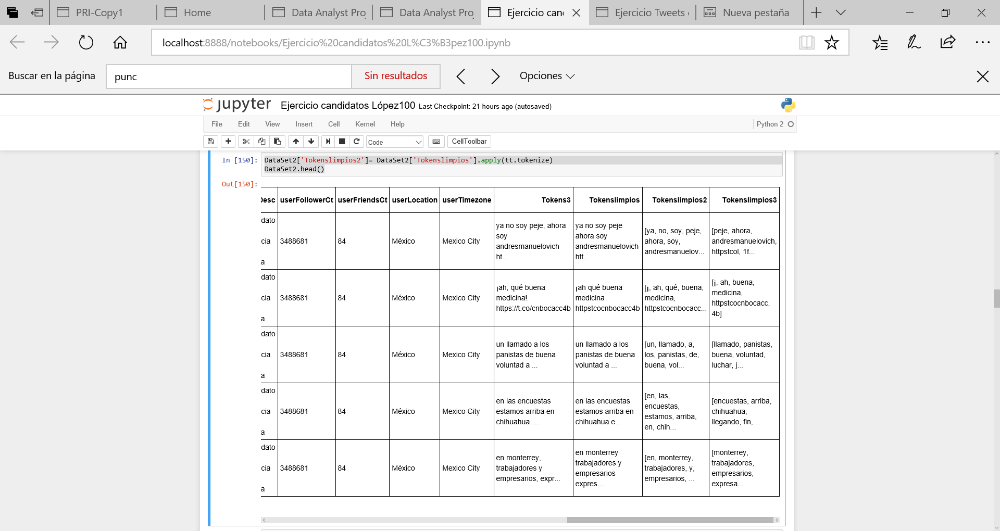 PRI-Copy1
Home
Data Analyst Pro
Data Analyst Pro
Ejercicio can
Ejercicio Tweets
Nueva pestaña
localhost:8888/notebooks/Ejercicio%20candidatos%20L%C3%B3pez100.ipynb
Buscar en la página
punc
Sin resultados
Opciones
jupyter
Ejercicio candidatos López100 Last Checkpoint: 21 hours ago (autosaved)
File Edit View Insert Cell Kernel Help
Python 2
Code
CellToolbar
In [150]:
DataSet2['Tokenslimpios2']= DataSet2['Tokenslimpios'].apply(tt.tokenize)
DataSet2.head()
Out[150]:
Desc userFollowerCt userFriendsCt userLocation userTimezone Tokens3 Tokenslimpios Tokenslimpios2 Tokenslimpios3
dato
cia
a
3488681
84
México
Mexico City
ya no soy peje, ahora
soy
andresmanuelovich
ht...
ya no soy peje
ahora soy
andresmanuelovich
htt...
[ya, no, soy, peje,
ahora, soy,
andresmanuelov...
[peje, ahora,
andresmanuelovich,
httpstcol, 1f...
dato
cia
a
3488681
84
México
Mexico City
¡ah, qué buena
medicina!
https://t.co/cnbocacc4b
¡ah qué buena
medicina
httpstcocnbocacc4b
[¡, ah, qué, buena,
medicina,
httpstcocnbocacc...
[¡, ah, buena,
medicina,
httpstcocnbocacc,
4b]
dato
cia
a
3488681
84
México
Mexico City
un llamado a los
panistas de buena
voluntad a ...
un llamado a los
panistas de buena
voluntad a ...
[un, llamado, a,
los, panistas, de,
buena, vol...
[llamado, panistas,
buena, voluntad,
luchar, j...
dato
cia
a
3488681
84
México
Mexico City
en las encuestas
estamos arriba en
chihuahua. ...
en las encuestas
estamos arriba en
chihuahua e...
[en, las,
encuestas,
estamos, arriba,
en, chih...
[encuestas, arriba,
chihuahua,
llegando, fin, ...
dato
cia
a
3488681
84
México
Mexico City
en monterrey,
trabajadores y
empresarios, expr...
en monterrey
trabajadores y
empresarios
expres...
[en, monterrey,
trabajadores, y,
empresarios, ...
[monterrey,
trabajadores,
empresarios,
expresa...